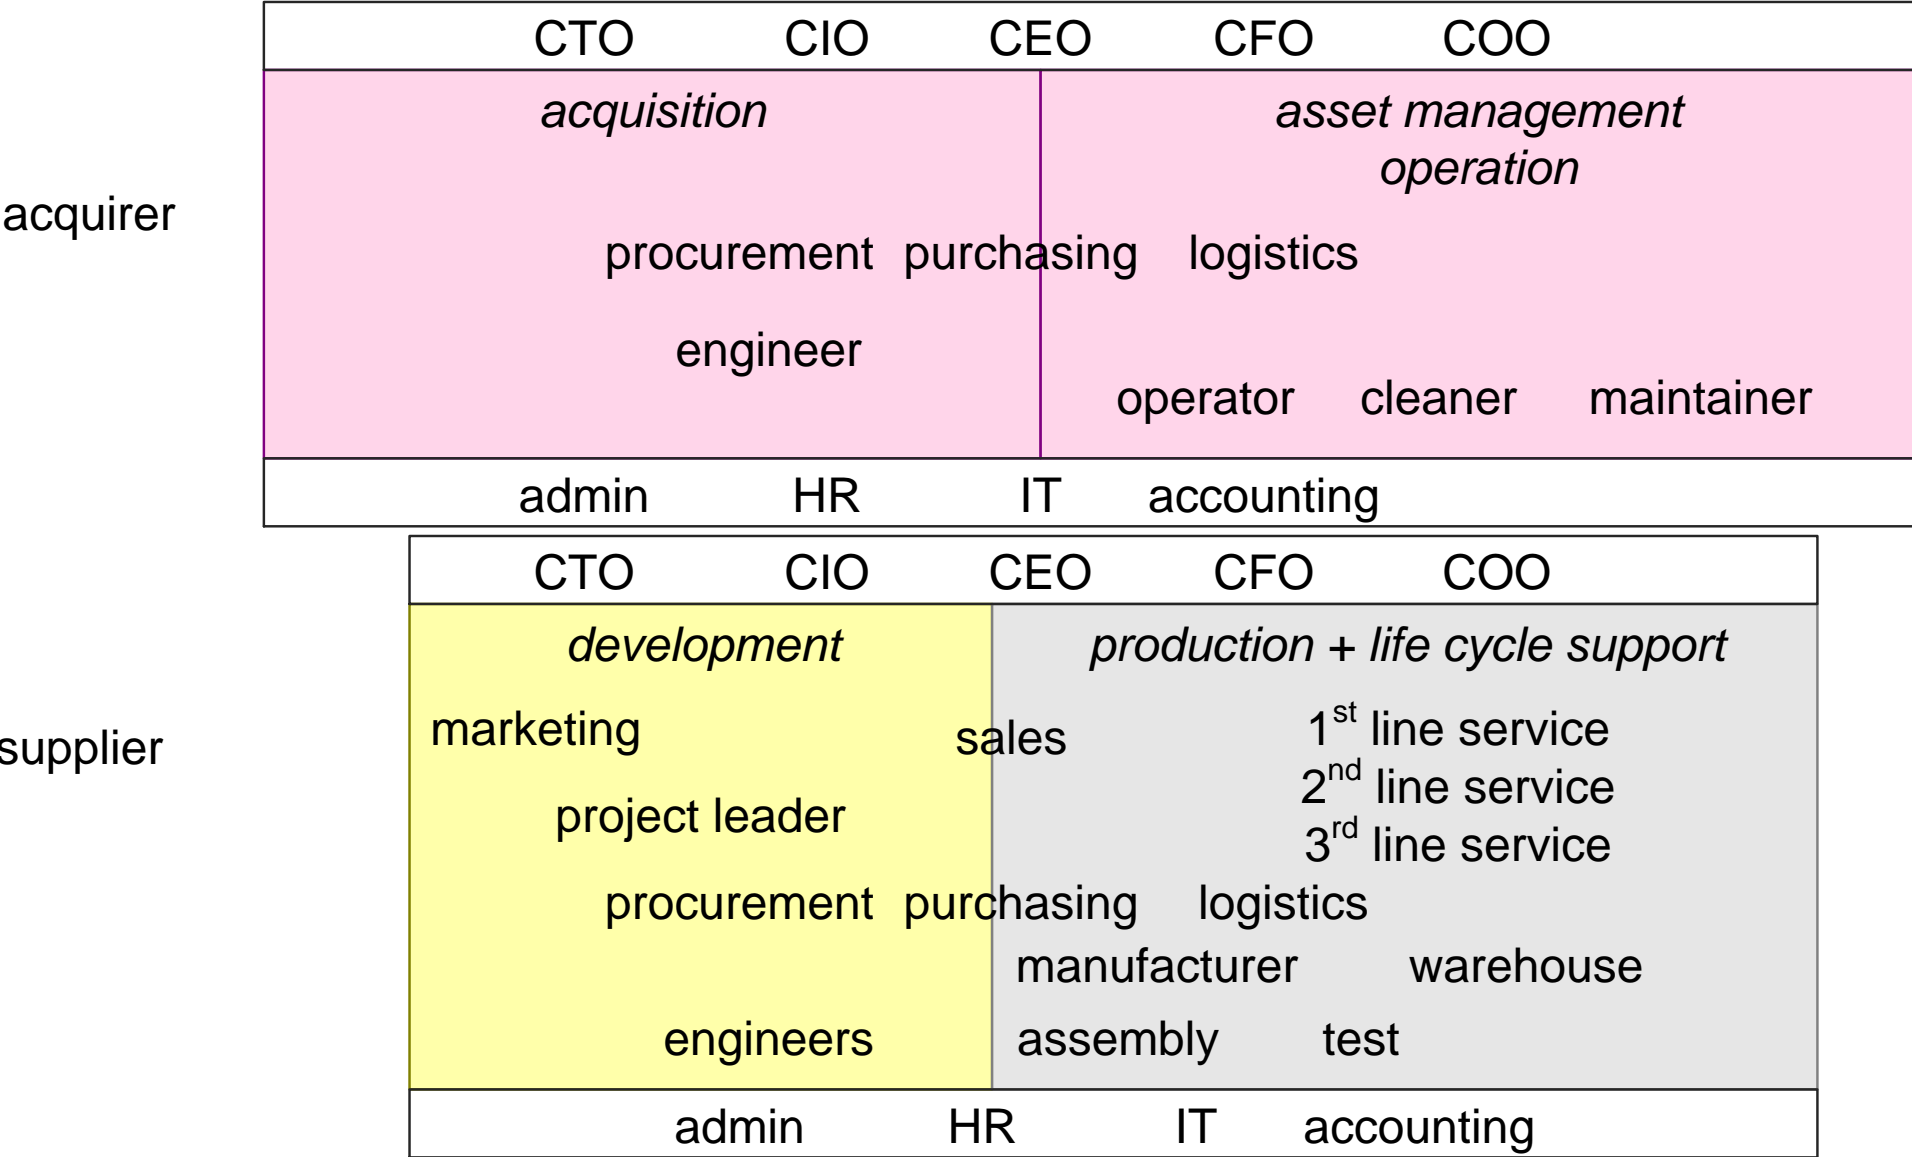 CTO CIO CEO CFO COO
acquisition
asset management
operation
acquirer
procurement purchasing logistics
engineer
operator cleaner maintainer
admin HR IT accounting
CTO CIO CEO CFO COO
development
production + life cycle support
marketing
sales
1st line service
supplier
2nd line service
project leader
3rd line service
procurement purchasing logistics
manufacturer warehouse
engineers
assembly test
admin HR IT accounting